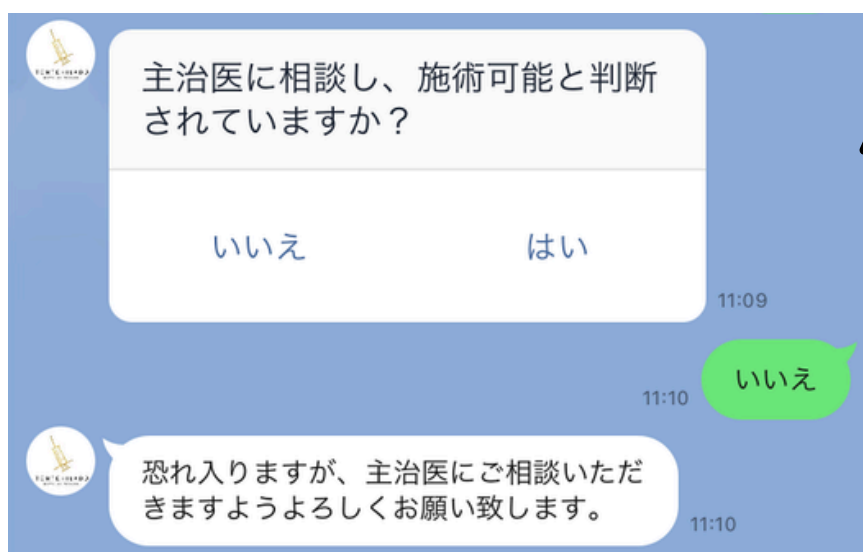 主治医に相談し、施術可能と判断
されていますか？
いいえ はい
11:09
いいえ
11:10
恐れ入りますが、主治医にご相談いただ
きますようよろしくお願い致します。
11:10